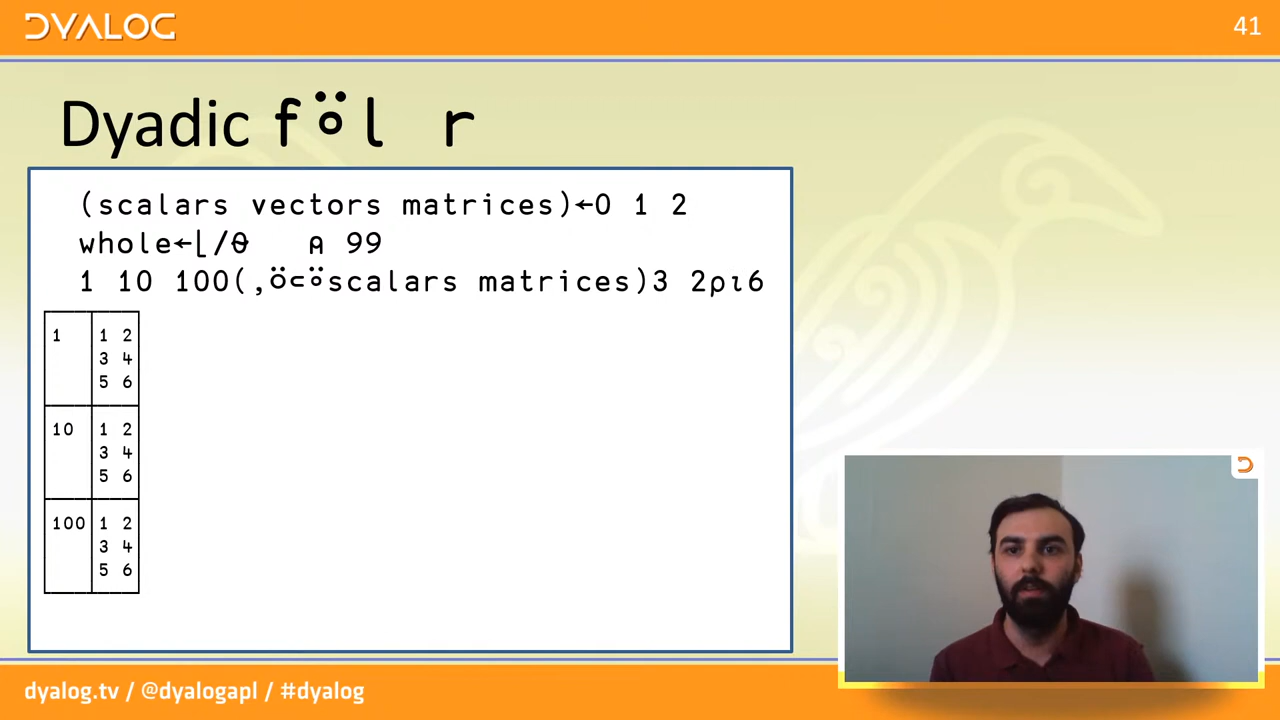 DYALOG
41
Dyadic f⍤l r
(scalars vectors matrices)←0 1 2
whole←⌊/⍬ ⍝ 99
1 10 100(,⍥⊂⍤scalars matrices)3 2⍴⍳6
1 1 2
3 4
5 6
10 1 2
3 4
5 6
100 1 2
3 4
5 6
dyalog.tv / @dyalogapl / #dyalog